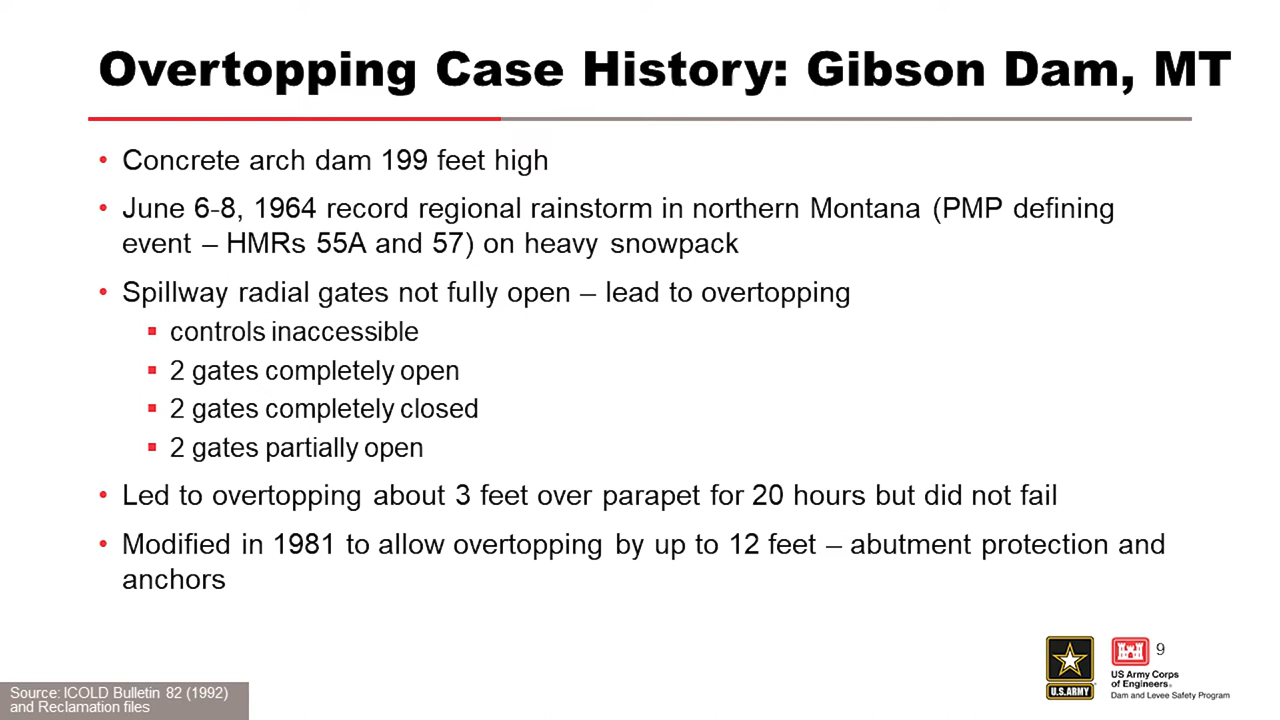 Overtopping Case History: Gibson Dam, MT
• Concrete arch dam 199 feet high
• June 6-8, 1964 record regional rainstorm in northern Montana (PMP defining
event – HMRs 55A and 57) on heavy snowpack
• Spillway radial gates not fully open – lead to overtopping
▪ controls inaccessible
▪ 2 gates completely open
▪ 2 gates completely closed
▪ 2 gates partially open
• Led to overtopping about 3 feet over parapet for 20 hours but did not fail
• Modified in 1981 to allow overtopping by up to 12 feet – abutment protection and
anchors
9
U.S.ARMY
US Army Corps
of Engineers®
Dam and Levee Safety Program
Source: ICOLD Bulletin 82 (1992)
and Reclamation files